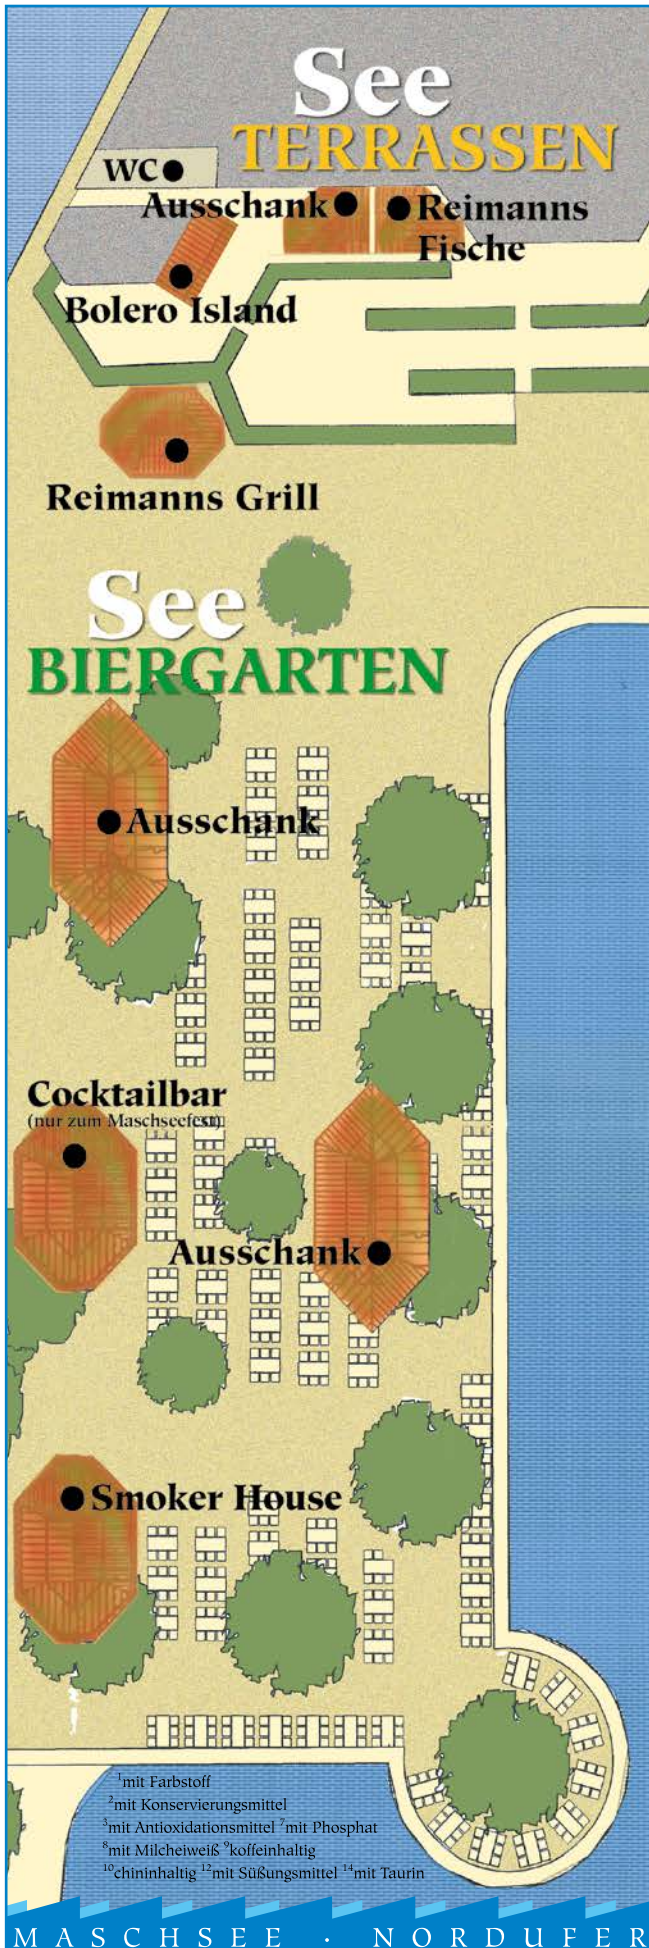 See
TERRASSEN
WC
Ausschank
Reimanns
Fische
Bolero Island
Reimanns Grill
See
BIERGARTEN
Ausschank
Cocktailbar
(nur zum Maschseefest)
Ausschank
Smoker House
¹mit Farbstoff
²mit Konservierungsmittel
³mit Antioxidationsmittel ⁷mit Phosphat
⁸mit Milcheiweiß ⁹koffeinhaltig
¹⁰chininhaltig ¹²mit Süßungsmittel ¹⁴mit Taurin
MASCHSEE · NORDUFER